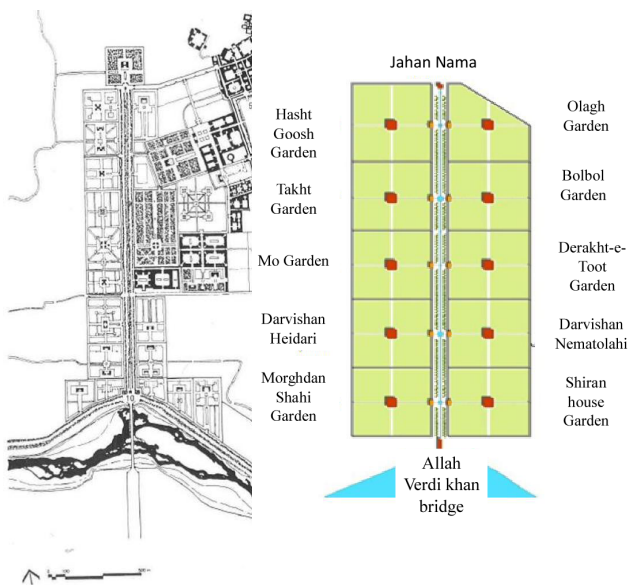 Jahan Nama
Hasht
Goosh
Garden
Takht
Garden
Mo Garden
Darvishan
Heidari
Morghdan
Shahi
Garden
Olagh
Garden
Bolbol
Garden
Derakht-e-
Toot
Garden
Darvishan
Nematolahi
Shiran
house
Garden
Allah
Verdi khan
bridge